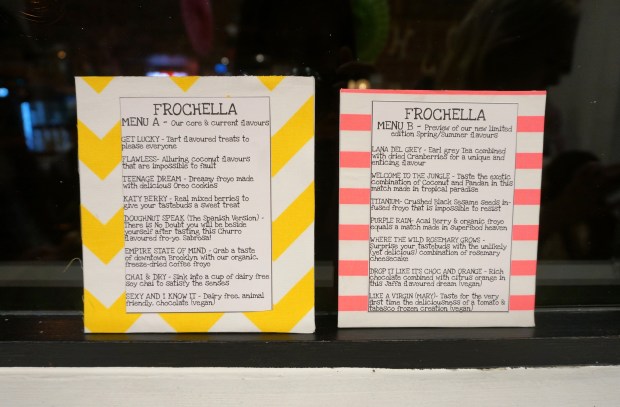 FROCHELLA
MENU A - Our core & current flavours
GET LUCKY - Tart flavoured treats to
please everyone
FLAWLESS- Alluring coconut flavours
that are impossible to fault
TEENAGE DREAM - Dreamy froyo made
with delicious Oreo cookies
KATY BERRY - Real mixed berries to
give your tastebuds a sweet treat
DOUGHNUT SPEAK (The Spanish Version) -
There is No Doubt you will be beside
yourself after tasting this Churro
flavoured fro-yo. Sabrosa!
EMPIRE STATE OF MIND - Grab a taste
of downtown Brooklyn with our organic,
freeze-dried coffee froyo
CHAI & DRY - Sink into a cup of dairy free
soy chai to satisfy the senses
SEXY AND I KNOW IT - Dairy free, animal
friendly, chocolate (vegan)
FROCHELLA
MENU B - Preview of our new limited
edition Spring/Summer flavours
LANA DEL GREY - Earl grey Tea combined
with dried Cranberries for a unique and
enticing flavour
WELCOME TO THE JUNGLE - Taste the exotic
combination of Coconut and Pandan in this
match made in tropical paradise
TITANIUM- Crushed Black Sesame Seeds in-
fused froyo that is impossible to resist
PURPLE RAIN- Acai Berry & organic froyo
equals a match made in Superfood heaven
WHERE THE WILD ROSEMARY GROWS -
Surprise your tastebuds with the unlikely
(yet delicious) combination of rosemary
cheesecake
DROP IT LIKE ITS CHOC AND ORANGE - Rich
chocolate combined with citrus orange in
this Jaffa flavoured dream (vegan)
LIKE A VIRGIN (MARY)- Taste for the very
first time the deliciousness of a tomato &
tabasco frozen creation (vegan)